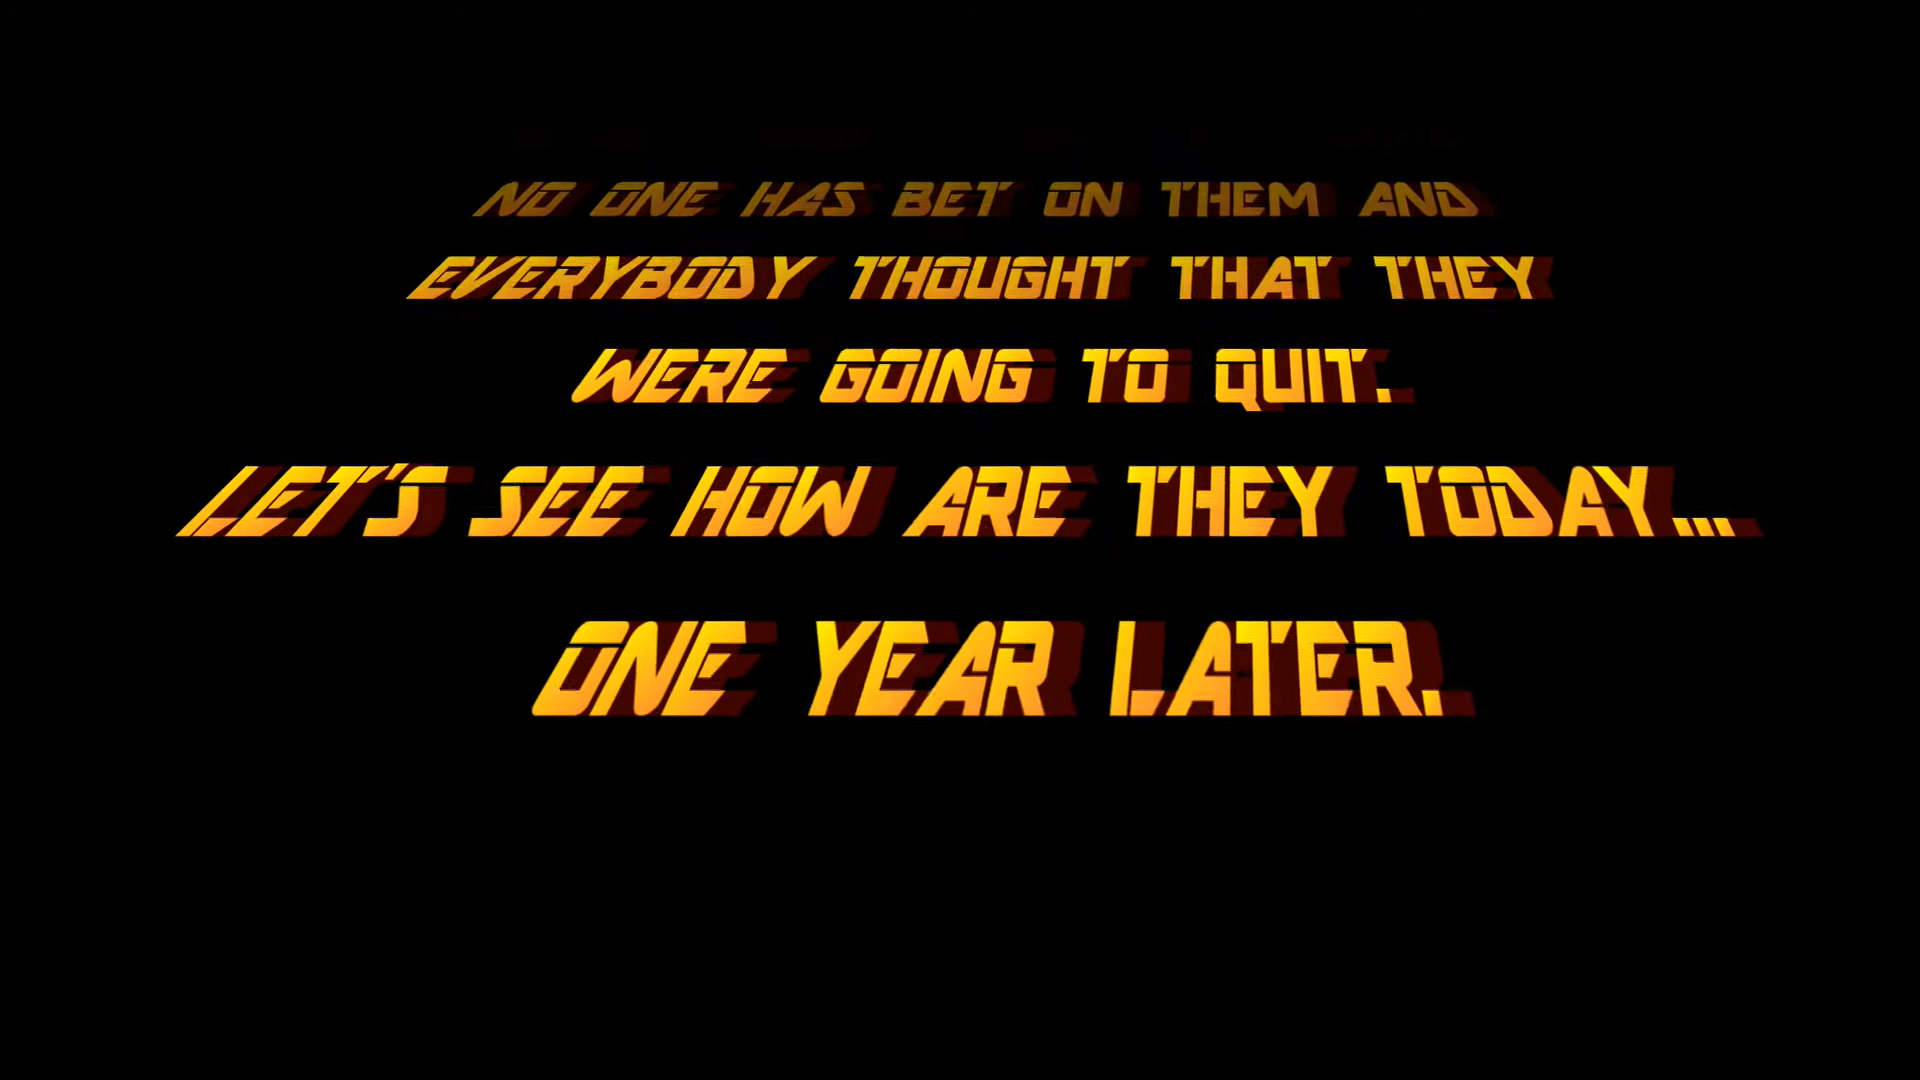 NO ONE HAS BET ON THEM AND
EVERYBODY THOUGHT THAT THEY
WERE GOING TO QUIT.
LET'S SEE HOW ARE THEY TODAY...
ONE YEAR LATER.